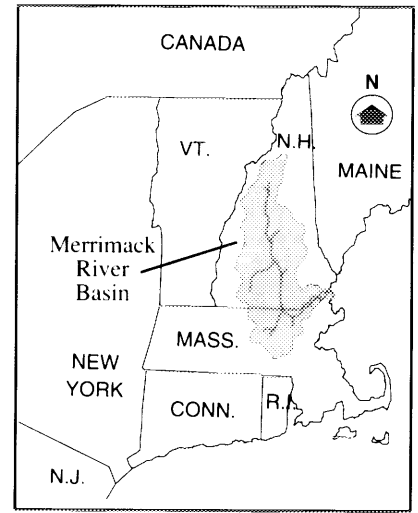 CANADA
N
VT.
N.H.
MAINE
Merrimack
River
Basin
MASS.
NEW
YORK
CONN.
R.I.
N.J.